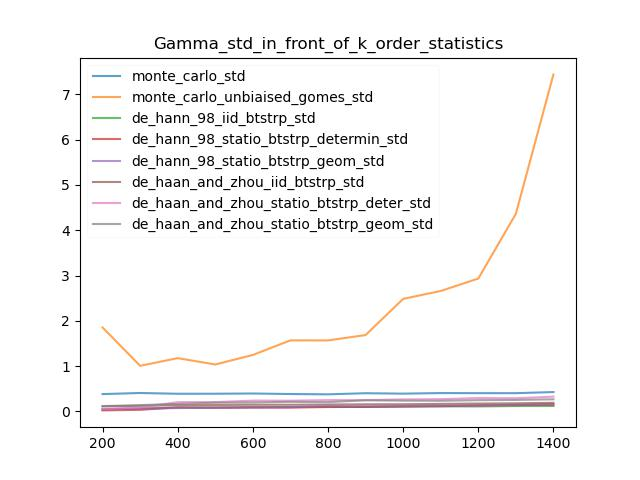 Gamma_std_in_front_of_k_order_statistics
monte_carlo_std
monte_carlo_unbiaised_gomes_std
de_hann_98_iid_btstrp_std
de_hann_98_statio_btstrp_determin_std
de_hann_98_statio_btstrp_geom_std
de_haan_and_zhou_iid_btstrp_std
de_haan_and_zhou_statio_btstrp_deter_std
de_haan_and_zhou_statio_btstrp_geom_std
7
6
5
4
3
2
1
0
200 400 600 800 1000 1200 1400